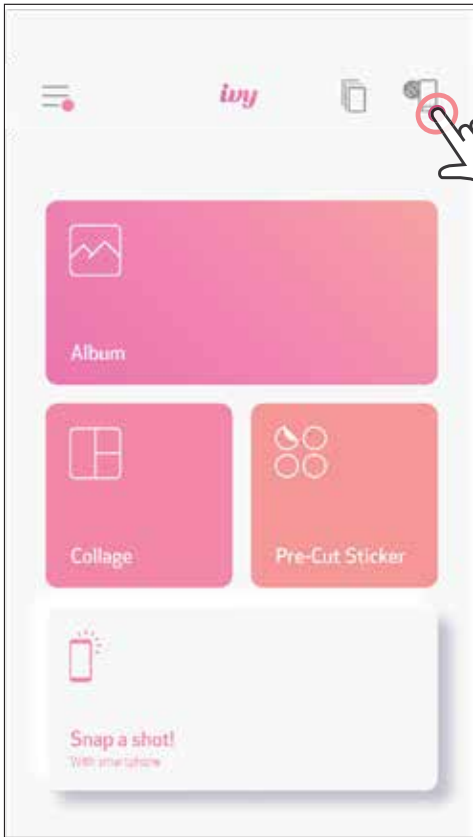 ivy
Album
Collage
Pre-Cut Sticker
Snap a shot!
With smartphone